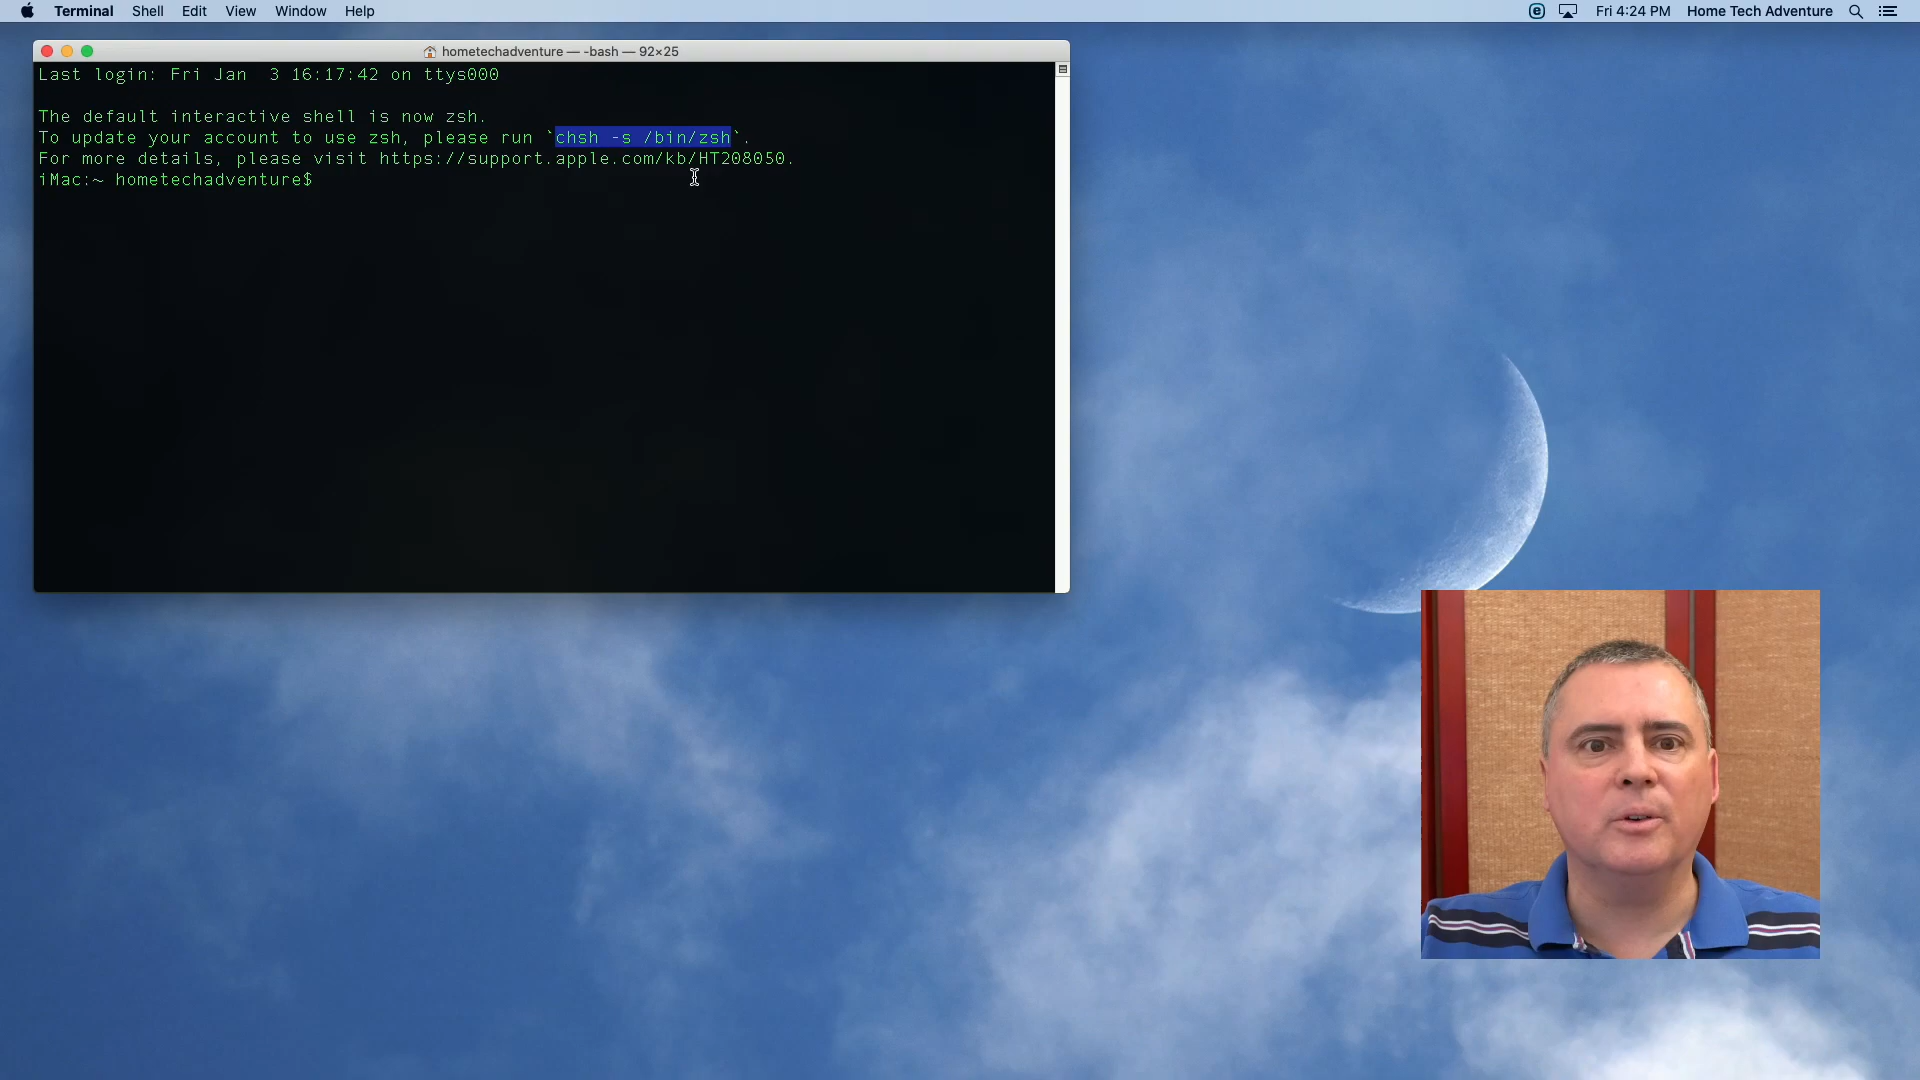 Terminal Shell Edit View Window Help Fri 4:24 PM Home Tech Adventure
hometechadventure — -bash — 92×25
Last login: Fri Jan  3 16:17:42 on ttys000
The default interactive shell is now zsh.
To update your account to use zsh, please run `chsh -s /bin/zsh`.
For more details, please visit https://support.apple.com/kb/HT208050.
iMac:~ hometechadventure$